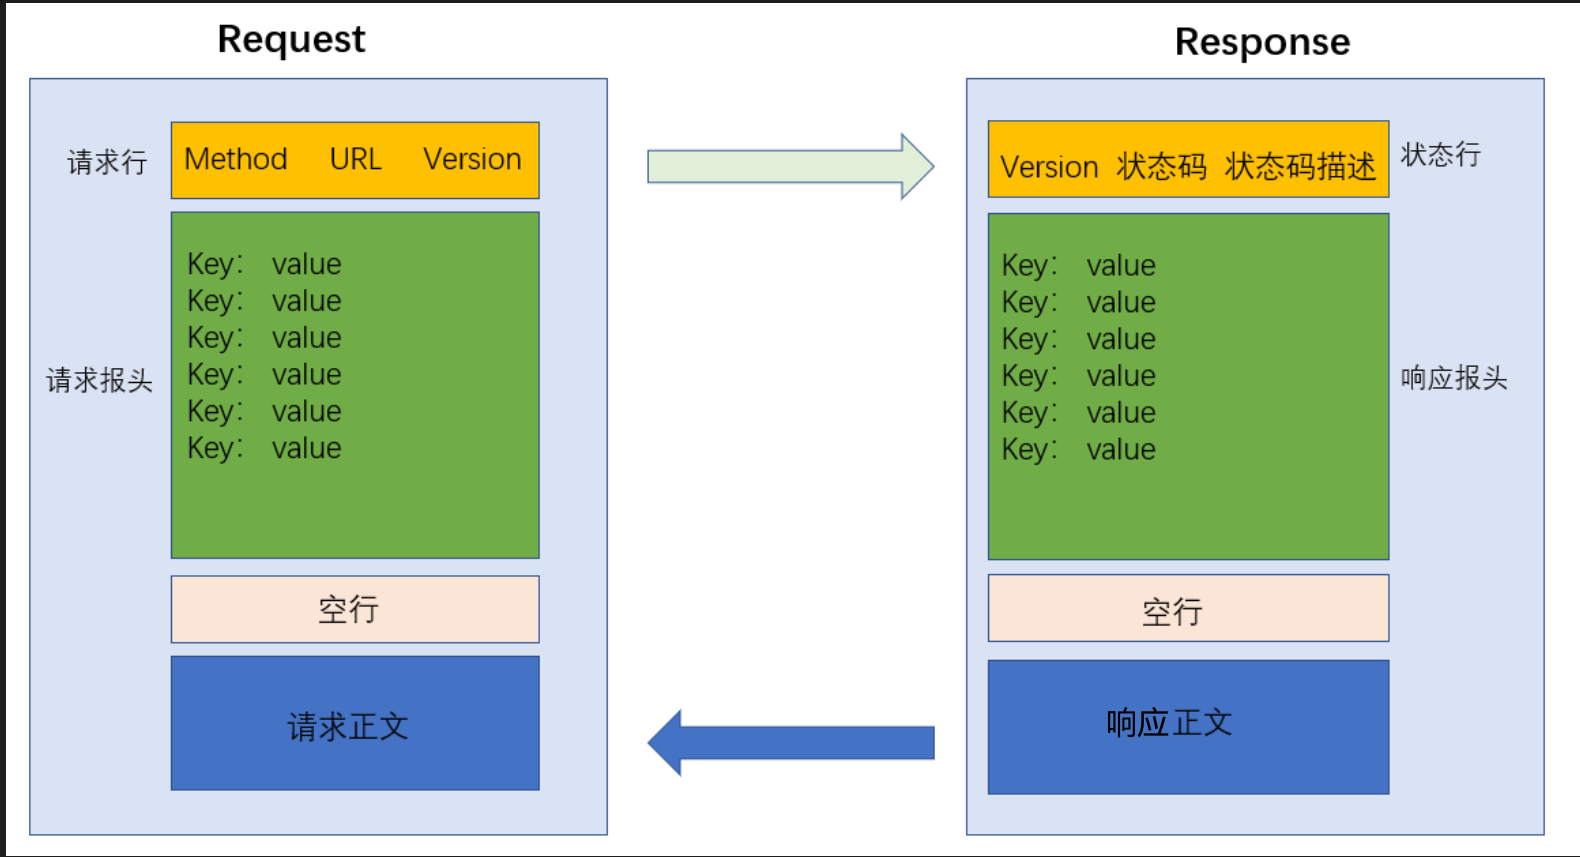 Request
请求行
Method URL Version
请求报头
Key: value
Key: value
Key: value
Key: value
Key: value
Key: value
空行
请求正文
Response
Version 状态码 状态码描述
状态行
Key: value
Key: value
Key: value
Key: value
Key: value
Key: value
响应报头
空行
响应正文